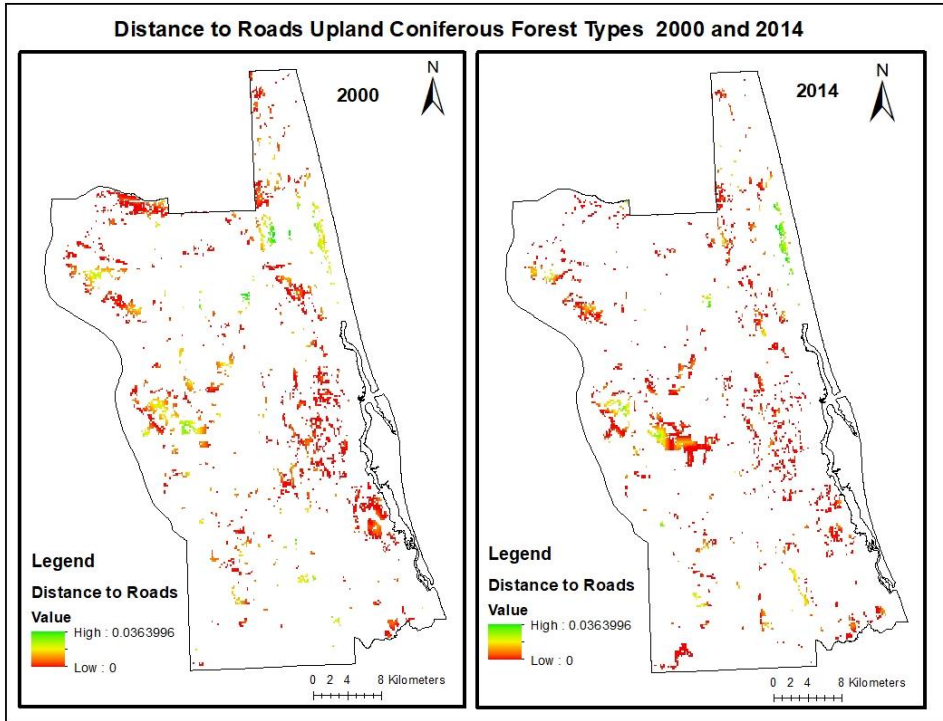 Distance to Roads Upland Coniferous Forest Types 2000 and 2014
2000
N
Legend
Distance to Roads
Value
High : 0.0363996
Low : 0
0 2 4 8 Kilometers
2014
N
Legend
Distance to Roads
Value
High : 0.0363996
Low : 0
0 2 4 8 Kilometers